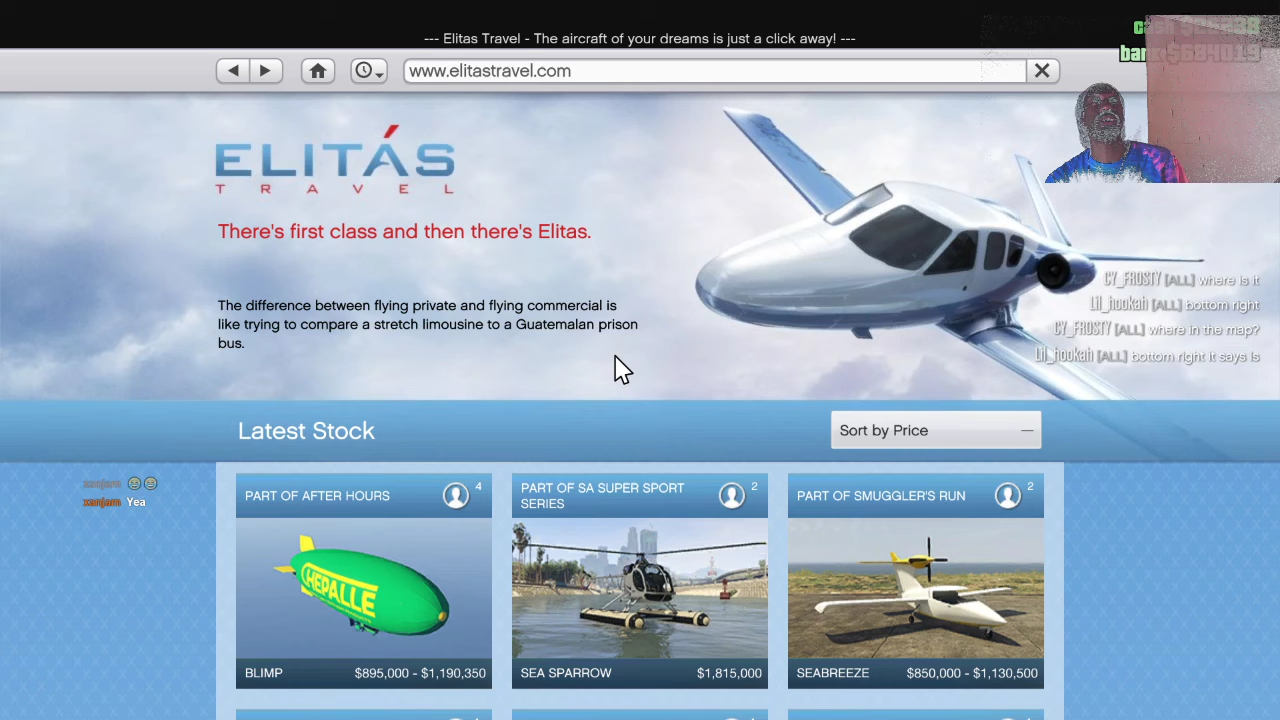 --- Elitas Travel - The aircraft of your dreams is just a click away! ---
www.elitastravel.com
ELITÁS
TRAVEL
There's first class and then there's Elitas.
The difference between flying private and flying commercial is
like trying to compare a stretch limousine to a Guatemalan prison
bus.
CY_FROSTY [ALL] where is it
Lil_hookah [ALL] bottom right
CY_FROSTY [ALL] where in the map?
Lil_hookah [ALL] bottom right it says ls
Latest Stock
Sort by Price
xanjam
xanjam Yea
PART OF AFTER HOURS 4
PART OF SA SUPER SPORT
SERIES 2
PART OF SMUGGLER'S RUN 2
HEPALLE
BLIMP $895,000 - $1,190,350
SEA SPARROW $1,815,000
SEABREEZE $850,000 - $1,130,500